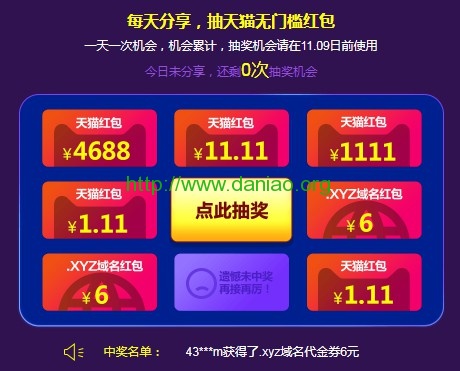 每天分享，抽天猫无门槛红包
一天一次机会，机会累计，抽奖机会请在11.09日前使用
今日未分享，还剩0次抽奖机会
天猫红包
¥4688
天猫红包
¥11.11
天猫红包
¥1111
天猫红包
¥1.11
点此抽奖
.XYZ域名红包
¥6
http://www.daniao.org
.XYZ域名红包
¥6
遗憾未中奖
再接再厉！
天猫红包
¥1.11
中奖名单： 43***m获得了.xyz域名代金券6元